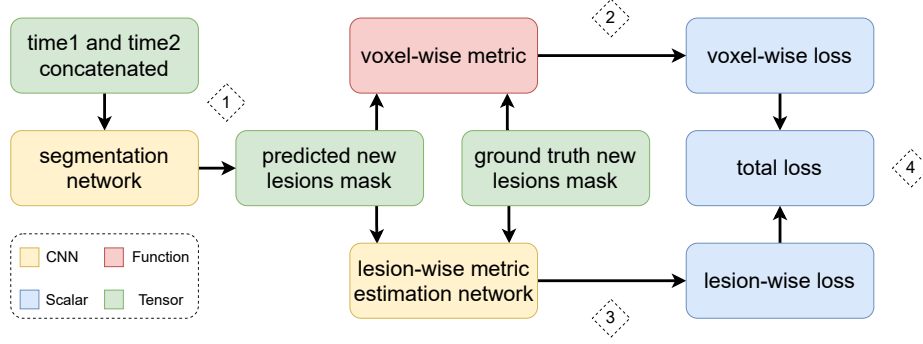 time1 and time2
concatenated
1
segmentation
network
predicted new
lesions mask
voxel-wise metric
2
ground truth new
lesions mask
lesion-wise metric
estimation network
3
voxel-wise loss
total loss
4
lesion-wise loss
CNN
Function
Scalar
Tensor